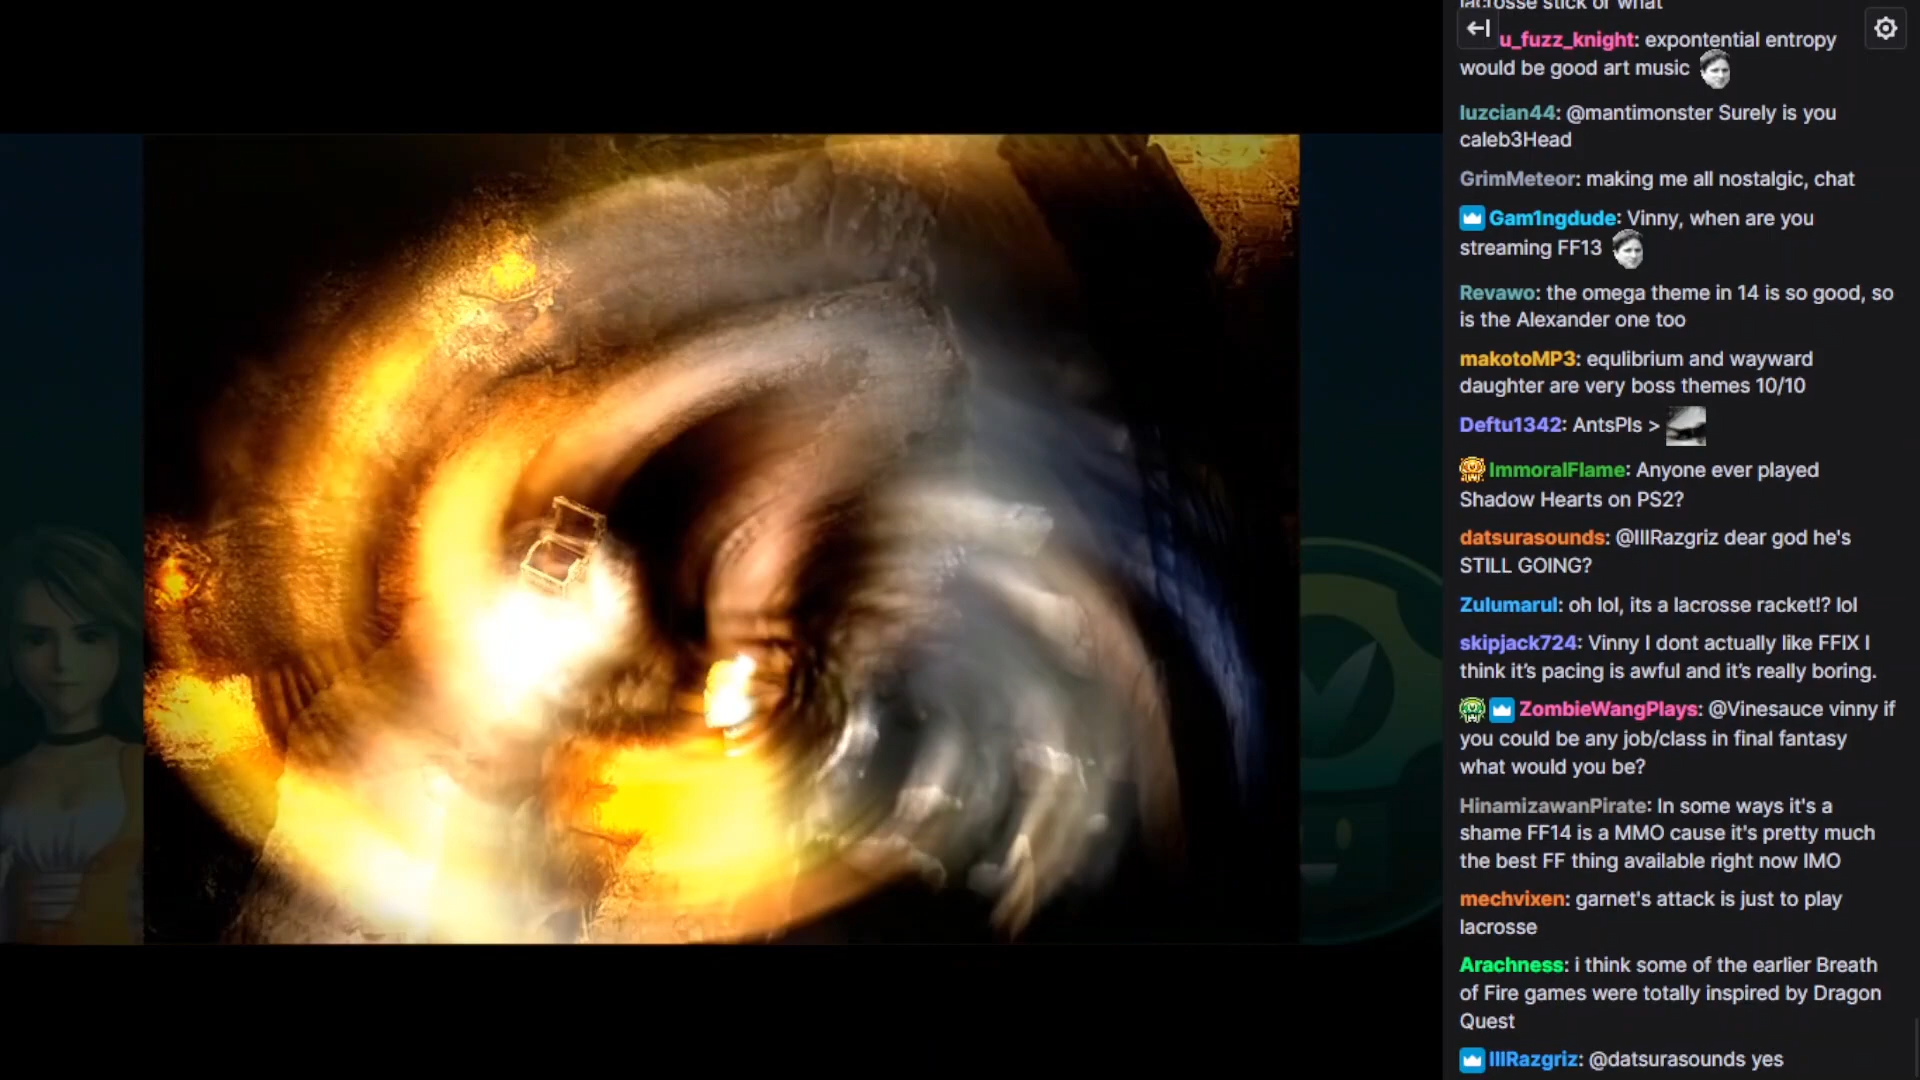 lacrosse stick or what
u_fuzz_knight: expontential entropy
would be good art music
luzcian44: @mantimonster Surely is you
caleb3Head
GrimMeteor: making me all nostalgic, chat
Gam1ngdude: Vinny, when are you
streaming FF13
Revawo: the omega theme in 14 is so good, so
is the Alexander one too
makotoMP3: equlibrium and wayward
daughter are very boss themes 10/10
Deftu1342: AntsPls >
ImmoralFlame: Anyone ever played
Shadow Hearts on PS2?
datsurasounds: @IllRazgriz dear god he's
STILL GOING?
Zulumarul: oh lol, its a lacrosse racket!? lol
skipjack724: Vinny I dont actually like FFIX I
think it’s pacing is awful and it’s really boring.
ZombieWangPlays: @Vinesauce vinny if
you could be any job/class in final fantasy
what would you be?
HinamizawanPirate: In some ways it's a
shame FF14 is a MMO cause it's pretty much
the best FF thing available right now IMO
mechvixen: garnet's attack is just to play
lacrosse
Arachness: i think some of the earlier Breath
of Fire games were totally inspired by Dragon
Quest
IllRazgriz: @datsurasounds yes